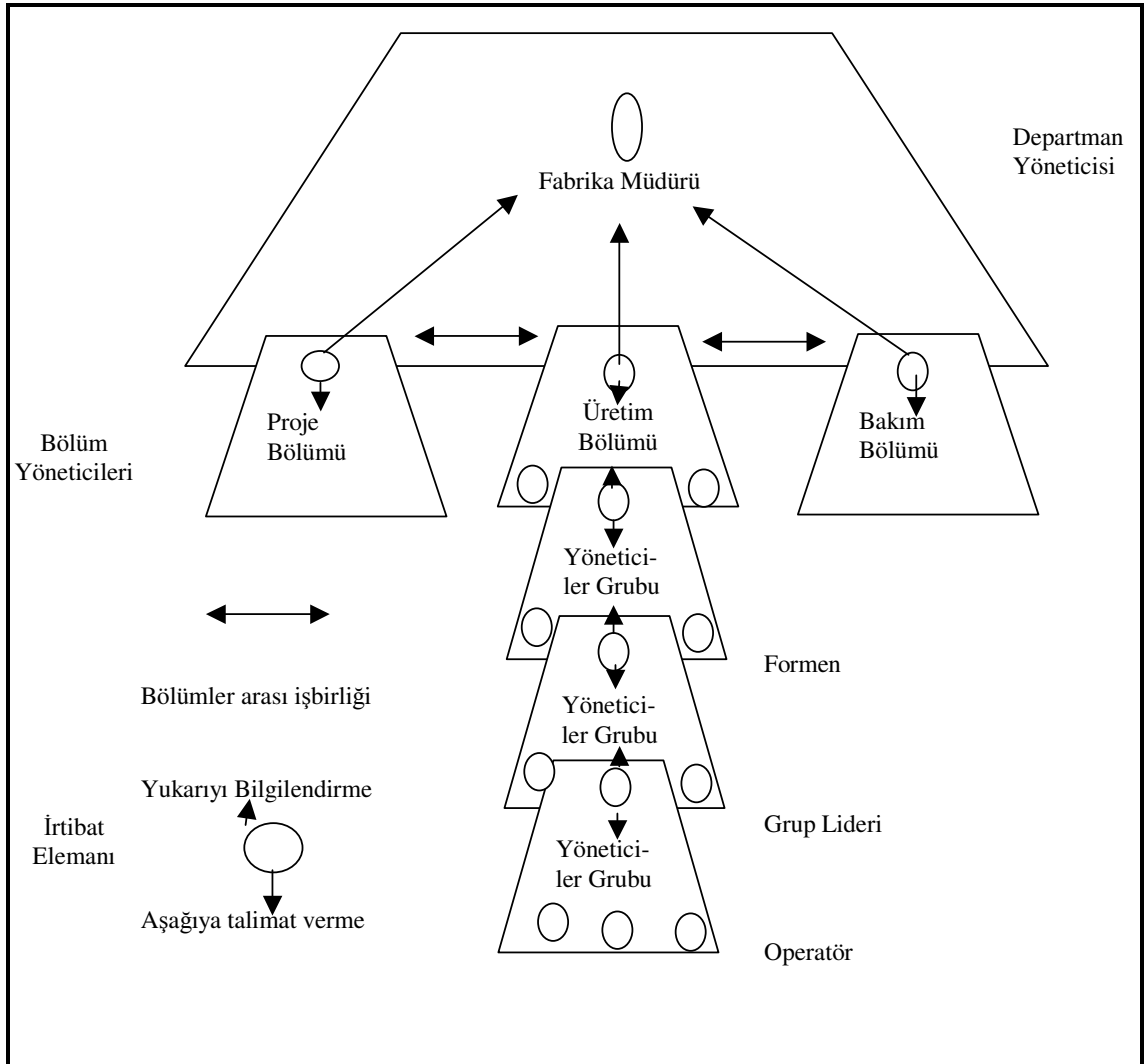 Departman
Yöneticisi
Fabrika Müdürü
Proje
Bölümü
Üretim
Bölümü
Bakım
Bölümü
Bölüm
Yöneticileri
Yönetici-
ler Grubu
Formen
Bölümler arası işbirliği
Yönetici-
ler Grubu
Yukarıyı Bilgilendirme
İrtibat
Elemanı
Grup Lideri
Yönetici-
ler Grubu
Aşağıya talimat verme
Operatör